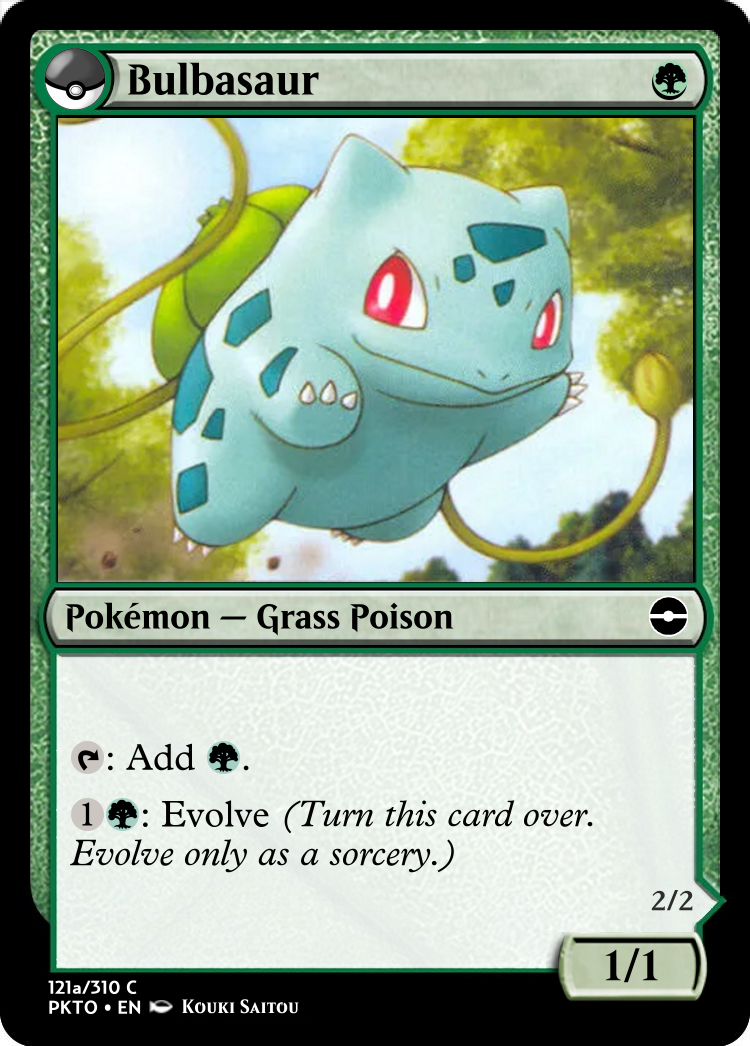 Bulbasaur
Pokémon — Grass Poison
: Add .
1: Evolve (Turn this card over.
Evolve only as a sorcery.)
2/2
1/1
121a/310 C
PKTO • EN Kouki Saitou